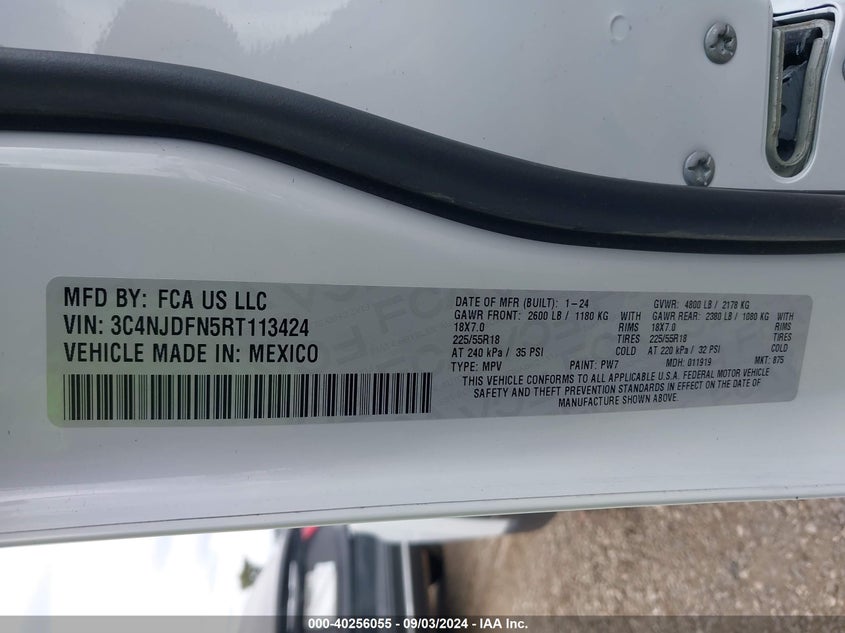 MFD BY: FCA US LLC
VIN: 3C4NJDFN5RT113424
VEHICLE MADE IN: MEXICO
DATE OF MFR (BUILT): 1-24 GVWR: 4800 LB / 2178 KG
GAWR FRONT: 2600 LB / 1180 KG WITH GAWR REAR: 2380 LB / 1080 KG WITH
18X7.0 RIMS 18X7.0 RIMS
225/55R18 TIRES 225/55R18 TIRES
AT 240 kPa / 35 PSI COLD AT 220 kPa / 32 PSI COLD
TYPE: MPV PAINT: PW7 MDH: 011919 MKT: 875
THIS VEHICLE CONFORMS TO ALL APPLICABLE U.S.A. FEDERAL MOTOR VEHICLE
SAFETY AND THEFT PREVENTION STANDARDS IN EFFECT ON THE DATE OF
MANUFACTURE SHOWN ABOVE.
000-40256055 - 09/03/2024 - IAA, Inc.